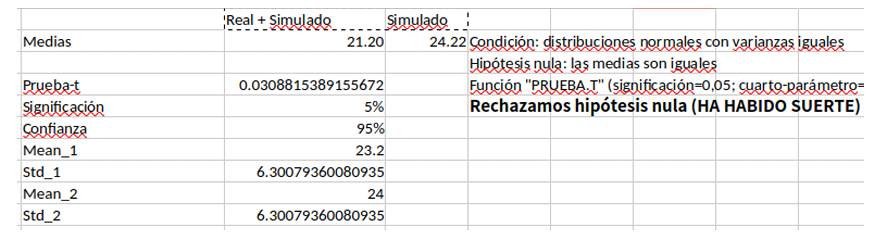 Real + Simulado Simulado
Medias 21.20 24.22 Condición: distribuciones normales con varianzas iguales
Hipótesis nula: las medias son iguales
Prueba-t 0.0308815389155672 Función "PRUEBA.T" (significación=0,05; cuarto-parámetro=
Significación 5% Rechazamos hipótesis nula (HA HABIDO SUERTE)
Confianza 95%
Mean_1 23.2
Std_1 6.30079360080935
Mean_2 24
Std_2 6.30079360080935